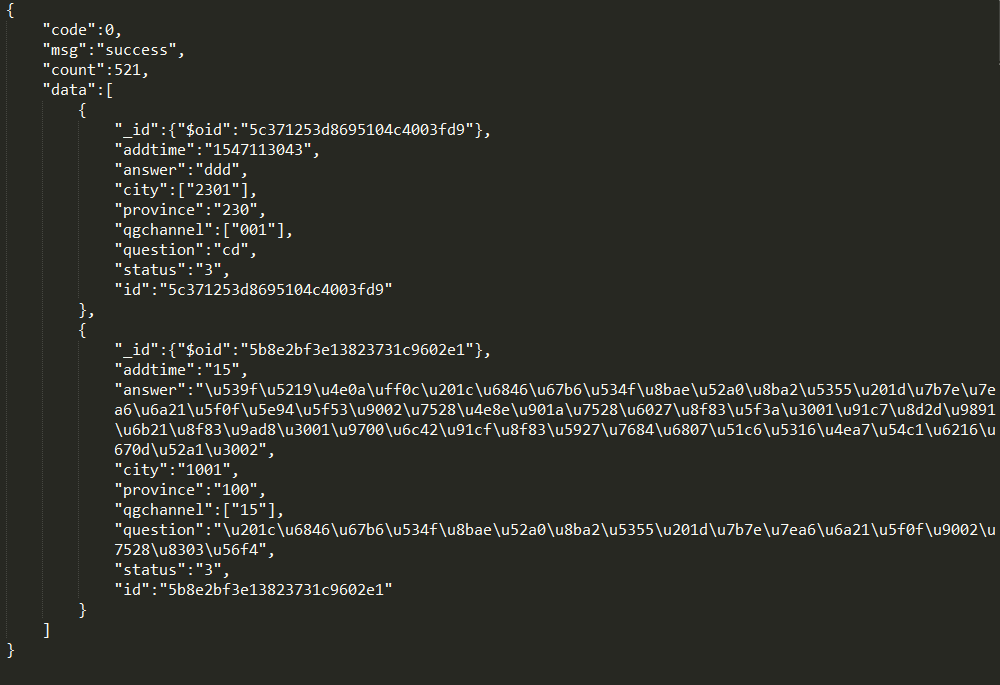 {
"code":0,
"msg":"success",
"count":521,
"data":[
{
"_id":{"$oid":"5c371253d8695104c4003fd9"},
"addtime":"1547113043",
"answer":"ddd",
"city":["2301"],
"province":"230",
"qgchannel":["001"],
"question":"cd",
"status":"3",
"id":"5c371253d8695104c4003fd9"
},
{
"_id":{"$oid":"5b8e2bf3e13823731c9602e1"},
"addtime":"15",
"answer":"\u539f\u5219\u4e0a\uff0c\u201c\u6846\u67b6\u534f\u8bae\u52a0\u8ba2\u5355\u201d\u7b7e\u7e
a6\u6a21\u5f0f\u5e94\u5f53\u9002\u7528\u4e8e\u901a\u7528\u6027\u8f83\u5f3a\u3001\u91c7\u8d2d\u9891
\u6b21\u8f83\u9ad8\u3001\u9700\u6c42\u91cf\u8f83\u5927\u7684\u6807\u51c6\u5316\u4ea7\u54c1\u6216\u
670d\u52a1\u3002",
"city":"1001",
"province":"100",
"qgchannel":["15"],
"question":"\u201c\u6846\u67b6\u534f\u8bae\u52a0\u8ba2\u5355\u201d\u7b7e\u7ea6\u6a21\u5f0f\u9002\u
7528\u8303\u56f4",
"status":"3",
"id":"5b8e2bf3e13823731c9602e1"
}
]
}